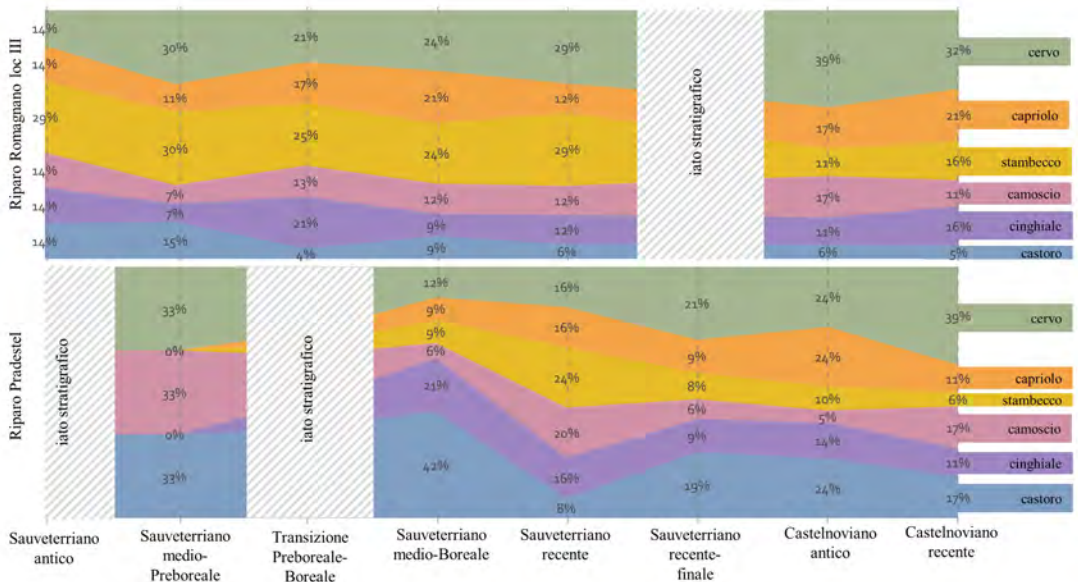 Riparo Romagnano loc III
14%
14%
29%
14%
14%
14%
30%
11%
30%
7%
7%
15%
21%
17%
25%
13%
21%
4%
24%
21%
24%
12%
9%
9%
29%
12%
29%
12%
12%
6%
iato stratigrafico
39%
17%
11%
17%
11%
6%
32%
21%
16%
11%
16%
5%
cervo
capriolo
stambecco
camoscio
cinghiale
castoro
Riparo Pradestel
iato stratigrafico
33%
0%
33%
0%
33%
iato stratigrafico
12%
9%
9%
6%
21%
42%
16%
16%
24%
20%
16%
8%
21%
9%
8%
6%
9%
19%
24%
24%
10%
5%
14%
24%
39%
11%
6%
17%
11%
17%
cervo
capriolo
stambecco
camoscio
cinghiale
castoro
Sauveterriano
antico
Sauveterriano
medio-
Preboreale
Transizione
Preboreale-
Boreale
Sauveterriano
medio-Boreale
Sauveterriano
recente
Sauveterriano
recente-
finale
Castelnoviano
antico
Castelnoviano
recente